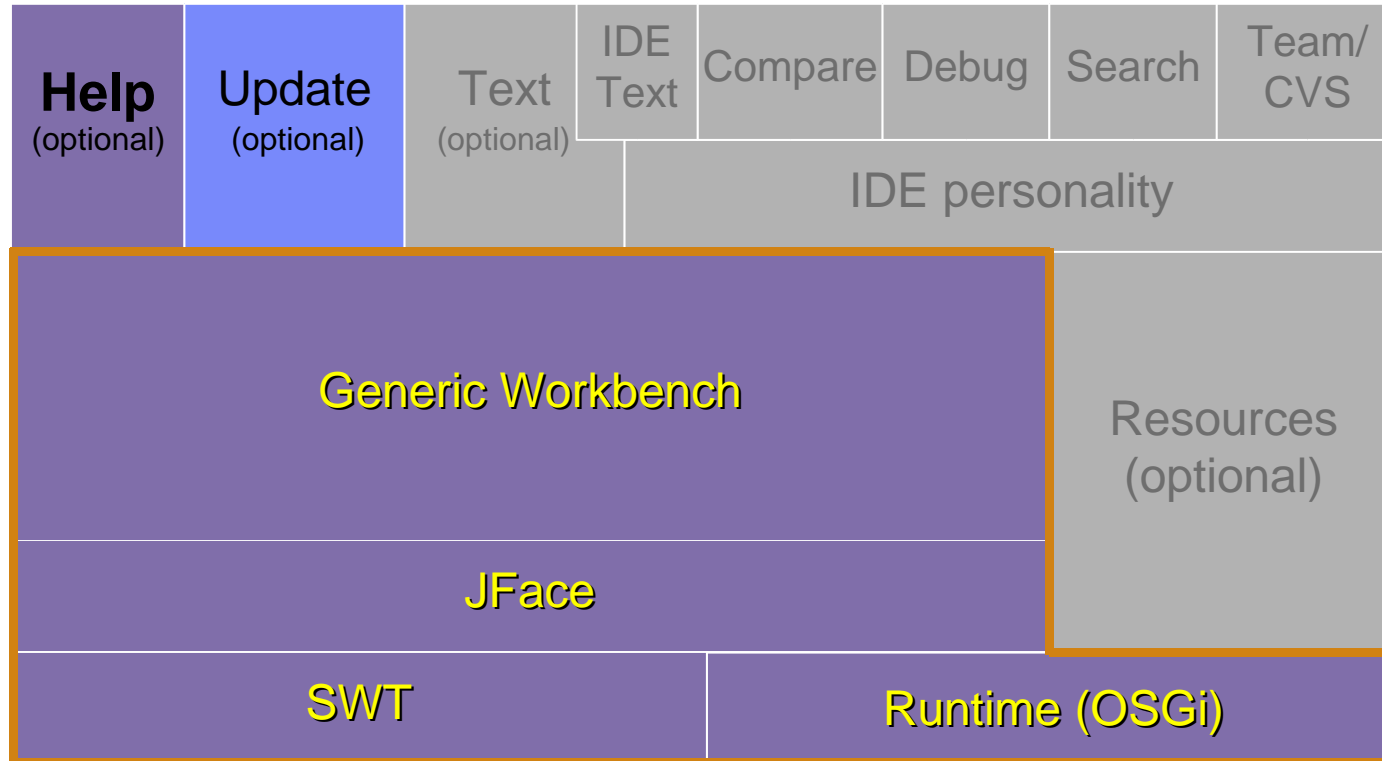 Help
(optional)
Update
(optional)
Text
(optional)
IDE
Text
Compare
Debug
Search
Team/
CVS
IDE personality
Generic Workbench
Resources
(optional)
JFace
SWT
Runtime (OSGi)